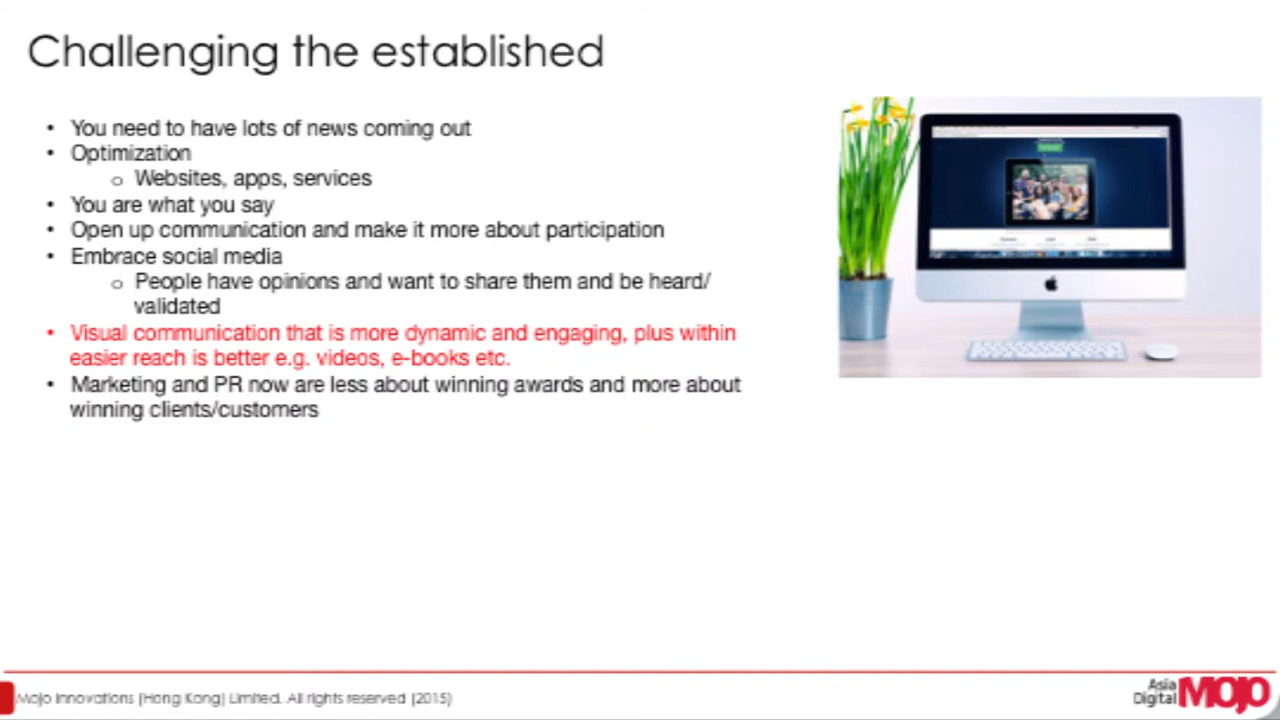 Challenging the established
• You need to have lots of news coming out
• Optimization
o Websites, apps, services
• You are what you say
• Open up communication and make it more about participation
• Embrace social media
o People have opinions and want to share them and be heard/
validated
• Visual communication that is more dynamic and engaging, plus within
easier reach is better e.g. videos, e-books etc.
• Marketing and PR now are less about winning awards and more about
winning clients/customers
Mojo Innovations (Hong Kong) Limited. All rights reserved (2015)
Asia
Digital MOJO